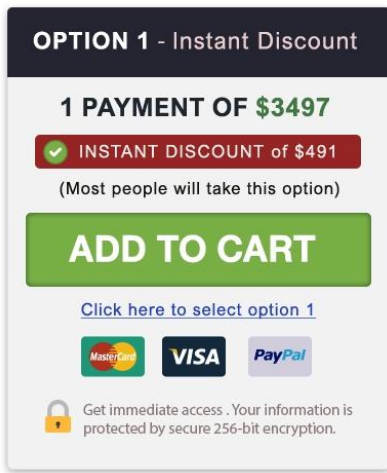 OPTION 1 - Instant Discount
1 PAYMENT OF $3497
INSTANT DISCOUNT of $491
(Most people will take this option)
ADD TO CART
Click here to select option 1
MasterCard VISA PayPal
Get immediate access . Your information is
protected by secure 256-bit encryption.